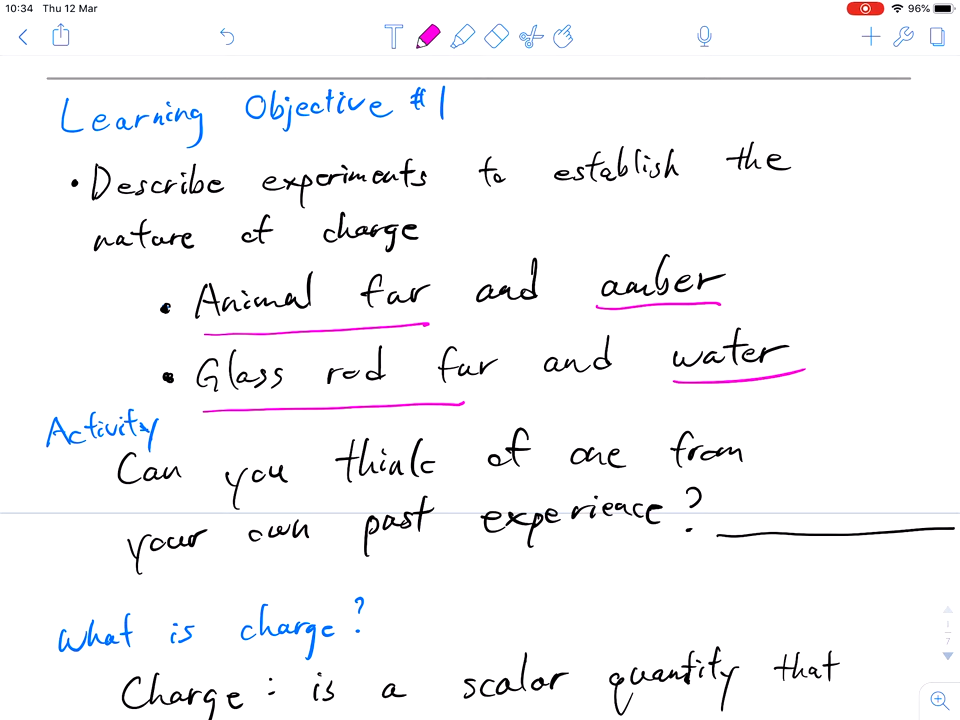 10:34 Thu 12 Mar
96%
T
Learning Objective #1
• Describe experiments to establish the
nature of charge
• Animal fur and amber
• Glass rod fur and water
Activity
Can you think of one from
your own past experience?
1
7
What is charge?
Charge: is a scalor quantity that